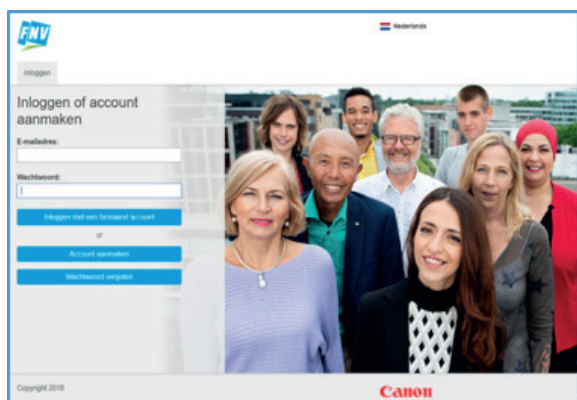 FNV
Nederlands
Inloggen
Inloggen of account
aanmaken
E-mailadres:
Wachtwoord:
Inloggen met een bestaand account
of
Account aanmaken
Wachtwoord vergeten
Copyright 2018
Canon